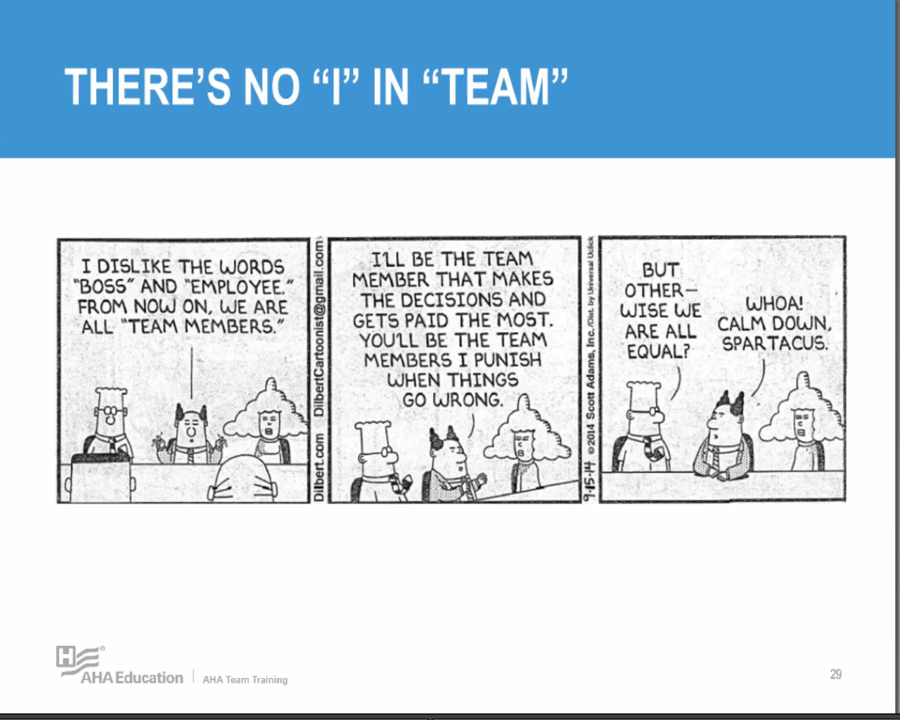 THERE'S NO “I” IN “TEAM”
I DISLIKE THE WORDS
"BOSS" AND "EMPLOYEE."
FROM NOW ON, WE ARE
ALL "TEAM MEMBERS."
Dilbert.com DilbertCartoonist@gmail.com
I'LL BE THE TEAM
MEMBER THAT MAKES
THE DECISIONS AND
GETS PAID THE MOST.
YOU'LL BE THE TEAM
MEMBERS I PUNISH
WHEN THINGS
GO WRONG.
9-15-14 ©2014 Scott Adams, Inc. /Dist. by Universal Uclick
BUT
OTHER-
WISE WE
ARE ALL
EQUAL?
WHOA!
CALM DOWN,
SPARTACUS.
H
AHA Education | AHA Team Training
29